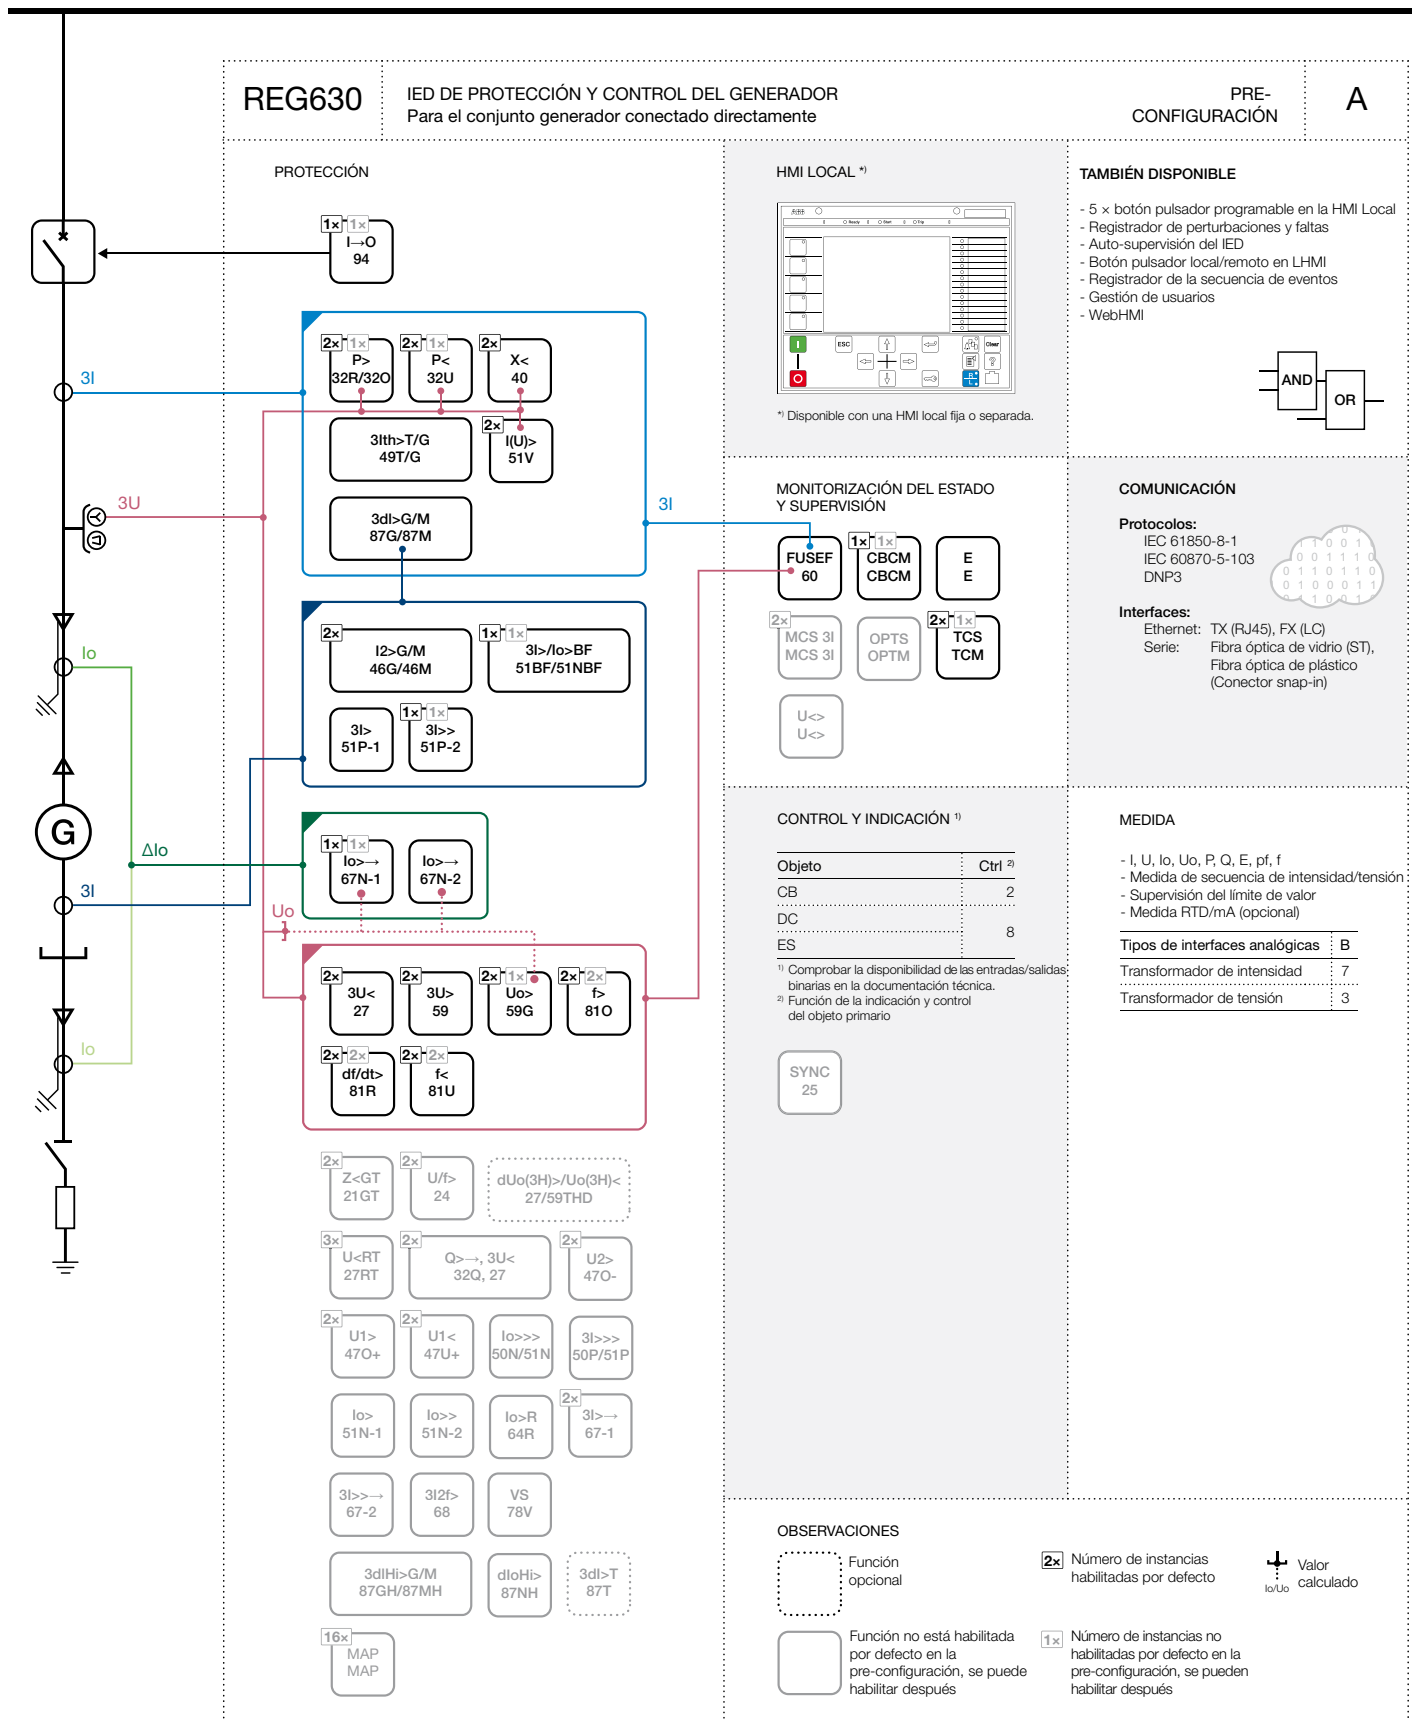 REG630
IED DE PROTECCIÓN Y CONTROL DEL GENERADOR
Para el conjunto generador conectado directamente
PRE-
CONFIGURACIÓN
A
PROTECCIÓN
1× 1×
I→O
94
3I
2× 1×
P>
32R/32O
2× 1×
P<
32U
2×
X<
40
3Ith>T/G
49T/G
2×
I(U)>
51V
3U
3dI>G/M
87G/87M
3I
2×
I2>G/M
46G/46M
1× 1×
3I>/Io>BF
51BF/51NBF
Io
3I>
51P-1
1× 1×
3I>>
51P-2
G
ΔIo
1× 1×
Io>→
67N-1
Io>→
67N-2
3I
Uo
2×
3U<
27
2×
3U>
59
2× 1×
Uo>
59G
2× 2×
f>
81O
Io
2× 2×
df/dt>
81R
2× 2×
f<
81U
2×
Z<GT
21GT
2×
U/f>
24
dUo(3H)>/Uo(3H)<
27/59THD
3×
U<RT
27RT
2×
Q>→, 3U<
32Q, 27
2×
U2>
47O-
2×
U1>
47O+
2×
U1<
47U+
Io>>>
50N/51N
3I>>>
50P/51P
Io>
51N-1
Io>>
51N-2
Io>R
64R
2×
3I>→
67-1
3I>>→
67-2
3I2f>
68
VS
78V
3dIHi>G/M
87GH/87MH
dIoHi>
87NH
3dI>T
87T
16×
MAP
MAP
HMI LOCAL *)
ABB
Ready
Start
Trip
I
O
ESC
Clear
R
L
?
*) Disponible con una HMI local fija o separada.
TAMBIÉN DISPONIBLE
- 5 × botón pulsador programable en la HMI Local
- Registrador de perturbaciones y faltas
- Auto-supervisión del IED
- Botón pulsador local/remoto en LHMI
- Registrador de la secuencia de eventos
- Gestión de usuarios
- WebHMI
AND
OR
MONITORIZACIÓN DEL ESTADO
Y SUPERVISIÓN
FUSEF
60
1× 1×
CBCM
CBCM
E
E
2×
MCS 3I
MCS 3I
OPTS
OPTM
2× 1×
TCS
TCM
U<>
U<>
COMUNICACIÓN
Protocolos:
IEC 61850-8-1
IEC 60870-5-103
DNP3
Interfaces:
Ethernet: TX (RJ45), FX (LC)
Serie: Fibra óptica de vidrio (ST),
Fibra óptica de plástico
(Conector snap-in)
CONTROL Y INDICACIÓN 1)
Objeto Ctrl 2)
CB 2
DC
8
ES
1) Comprobar la disponibilidad de las entradas/salidas
binarias en la documentación técnica.
2) Función de la indicación y control
del objeto primario
SYNC
25
MEDIDA
- I, U, Io, Uo, P, Q, E, pf, f
- Medida de secuencia de intensidad/tensión
- Supervisión del límite de valor
- Medida RTD/mA (opcional)
Tipos de interfaces analógicas B
Transformador de intensidad 7
Transformador de tensión 3
OBSERVACIONES
Función
opcional
2× Número de instancias
habilitadas por defecto
Io/Uo
Valor
calculado
Función no está habilitada
por defecto en la
pre-configuración, se puede
habilitar después
1× Número de instancias no
habilitadas por defecto en la
pre-configuración, se pueden
habilitar después